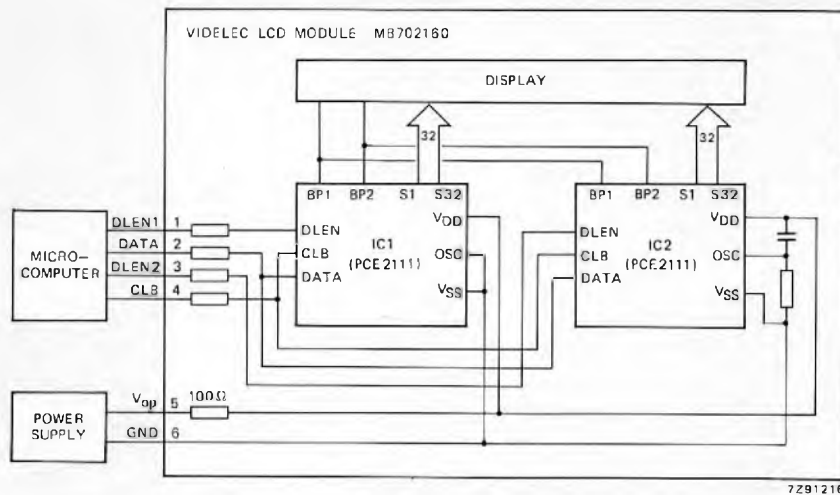 VIDELEC LCD MODULE MB702160
DISPLAY
32
32
BP1 BP2 S1 S32
BP1 BP2 S1 S32
MICRO-
COMPUTER
DLEN1 1
DATA 2
DLEN2 3
CLB 4
DLEN
CLB
DATA
IC1
(PCE2111)
VDD
OSC
VSS
DLEN
CLB
DATA
IC2
(PCE2111)
VDD
OSC
VSS
POWER
SUPPLY
Vop 5 100Ω
GND 6
7Z91216